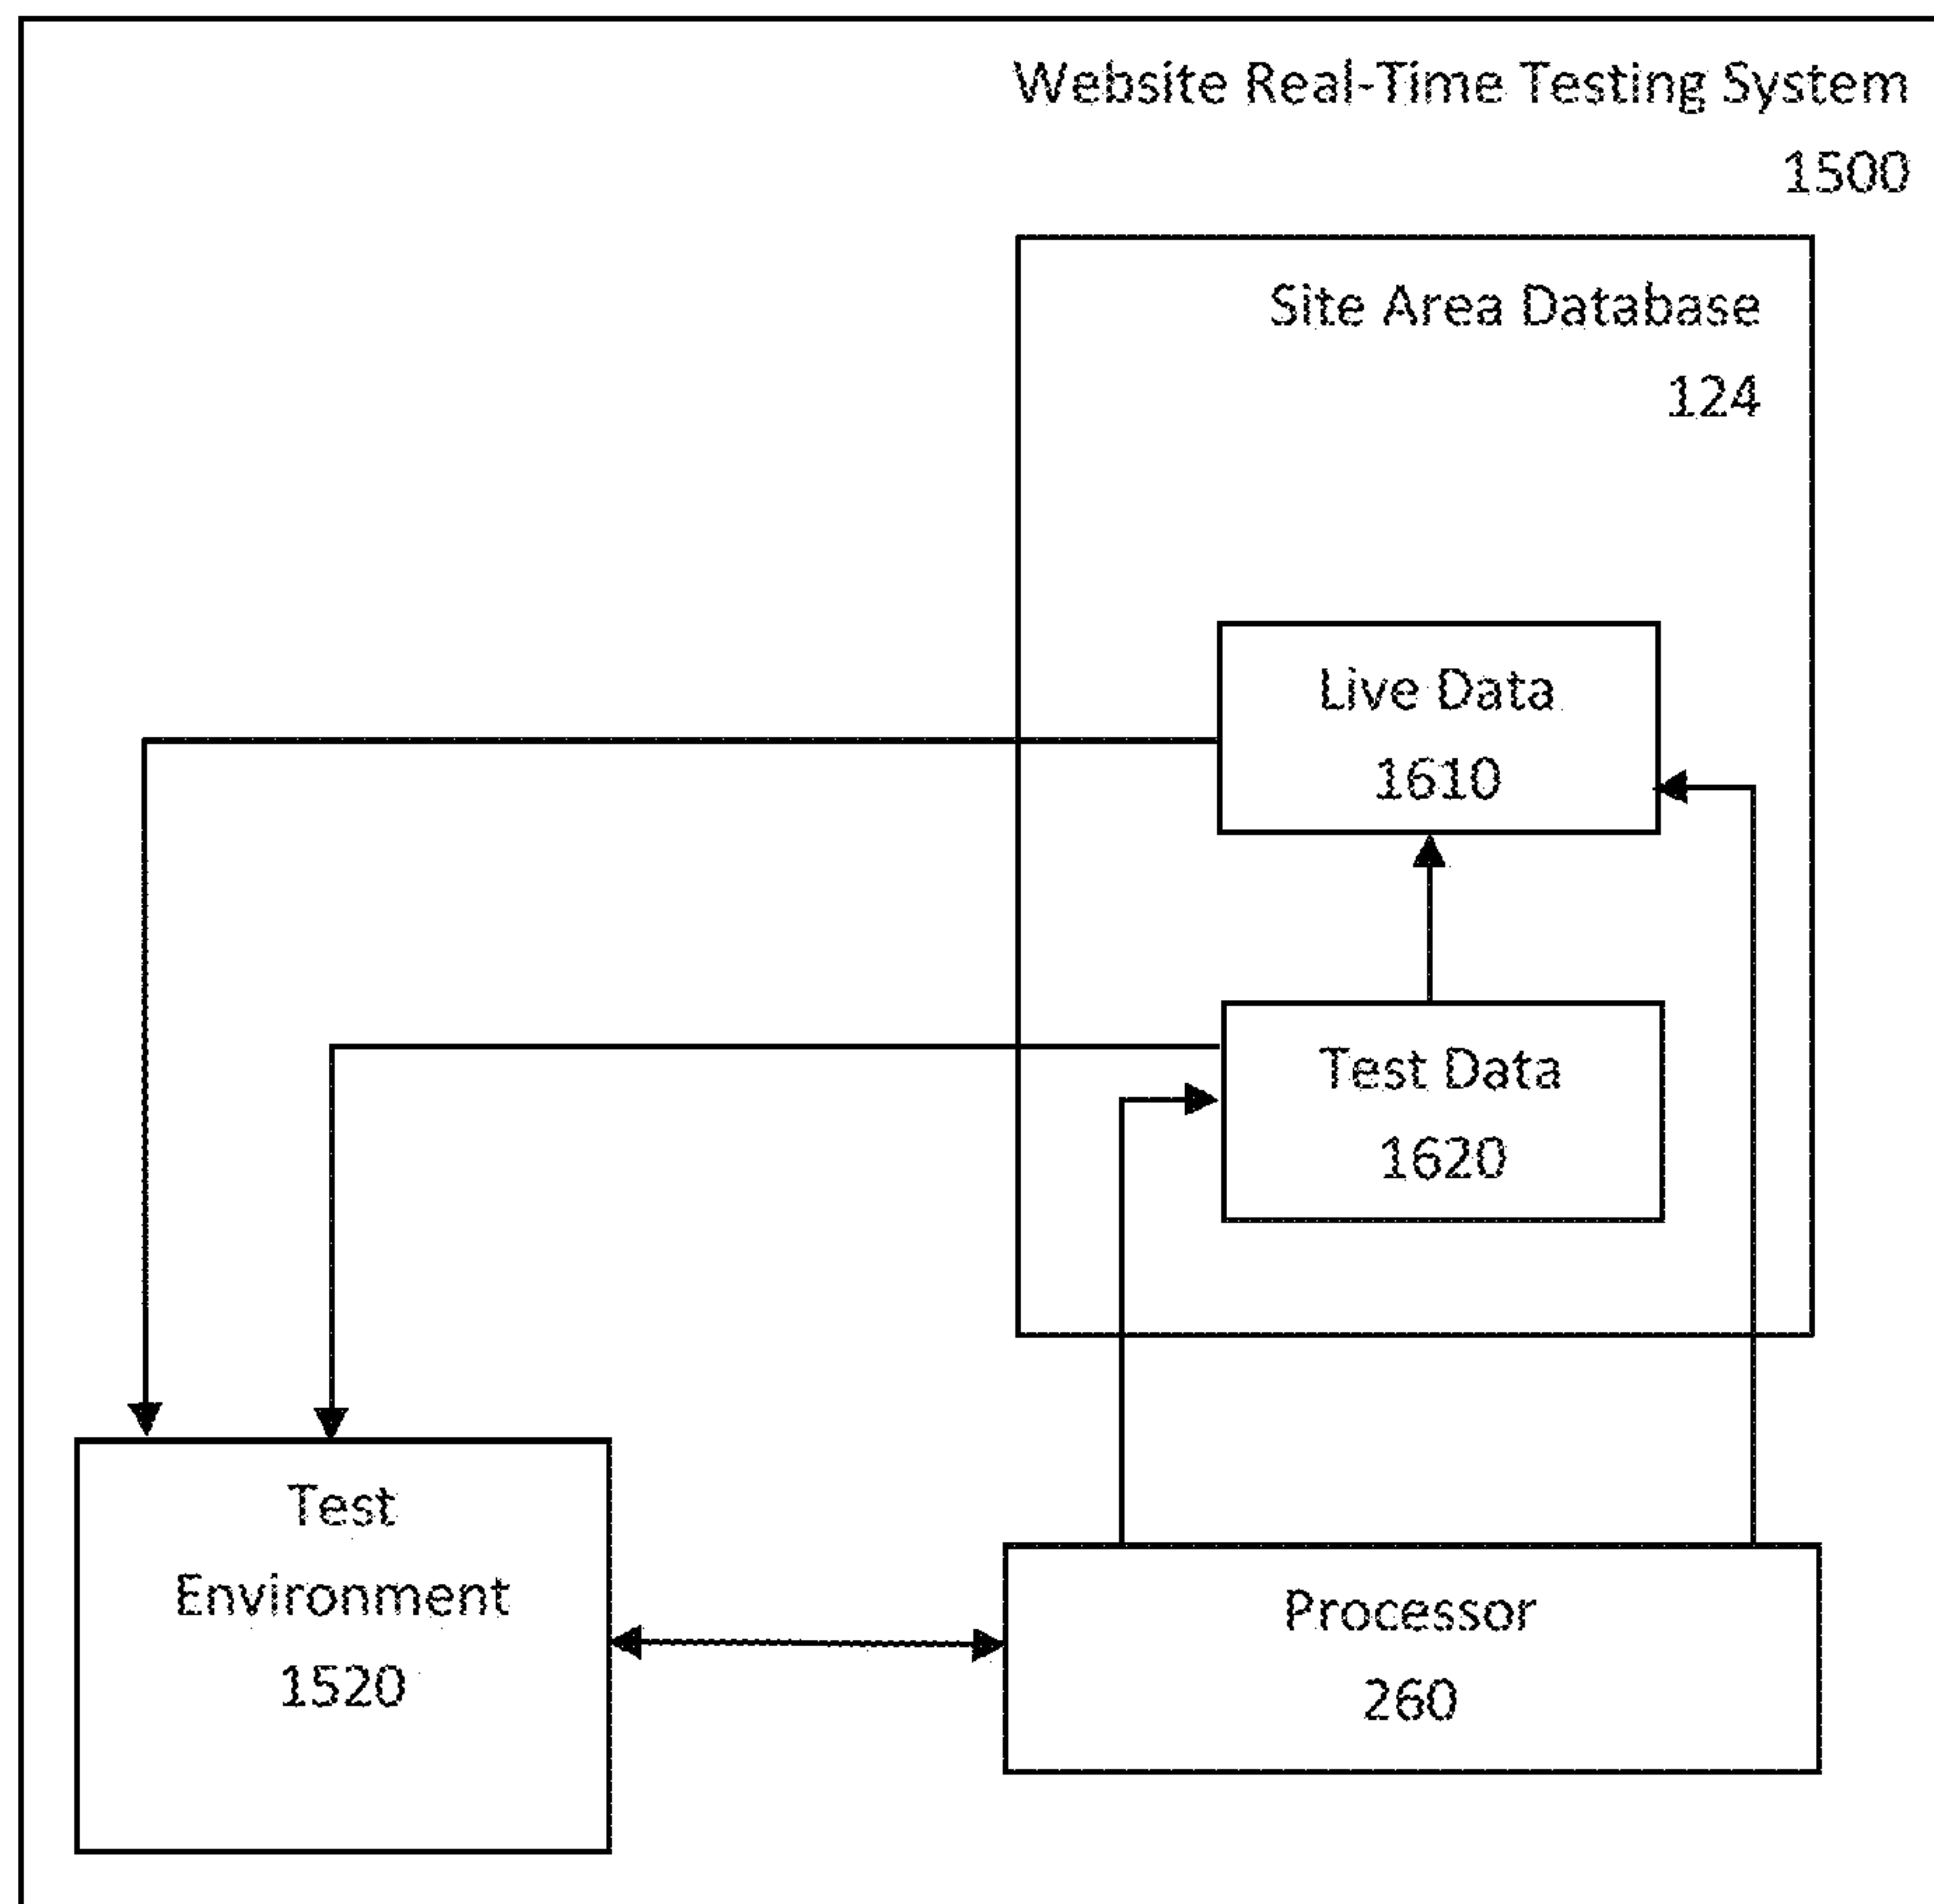 Website Real-Time Testing System
1500
Site Area Database
124
Live Data
1610
Test Data
1620
Test
Environment
1520
Processor
260